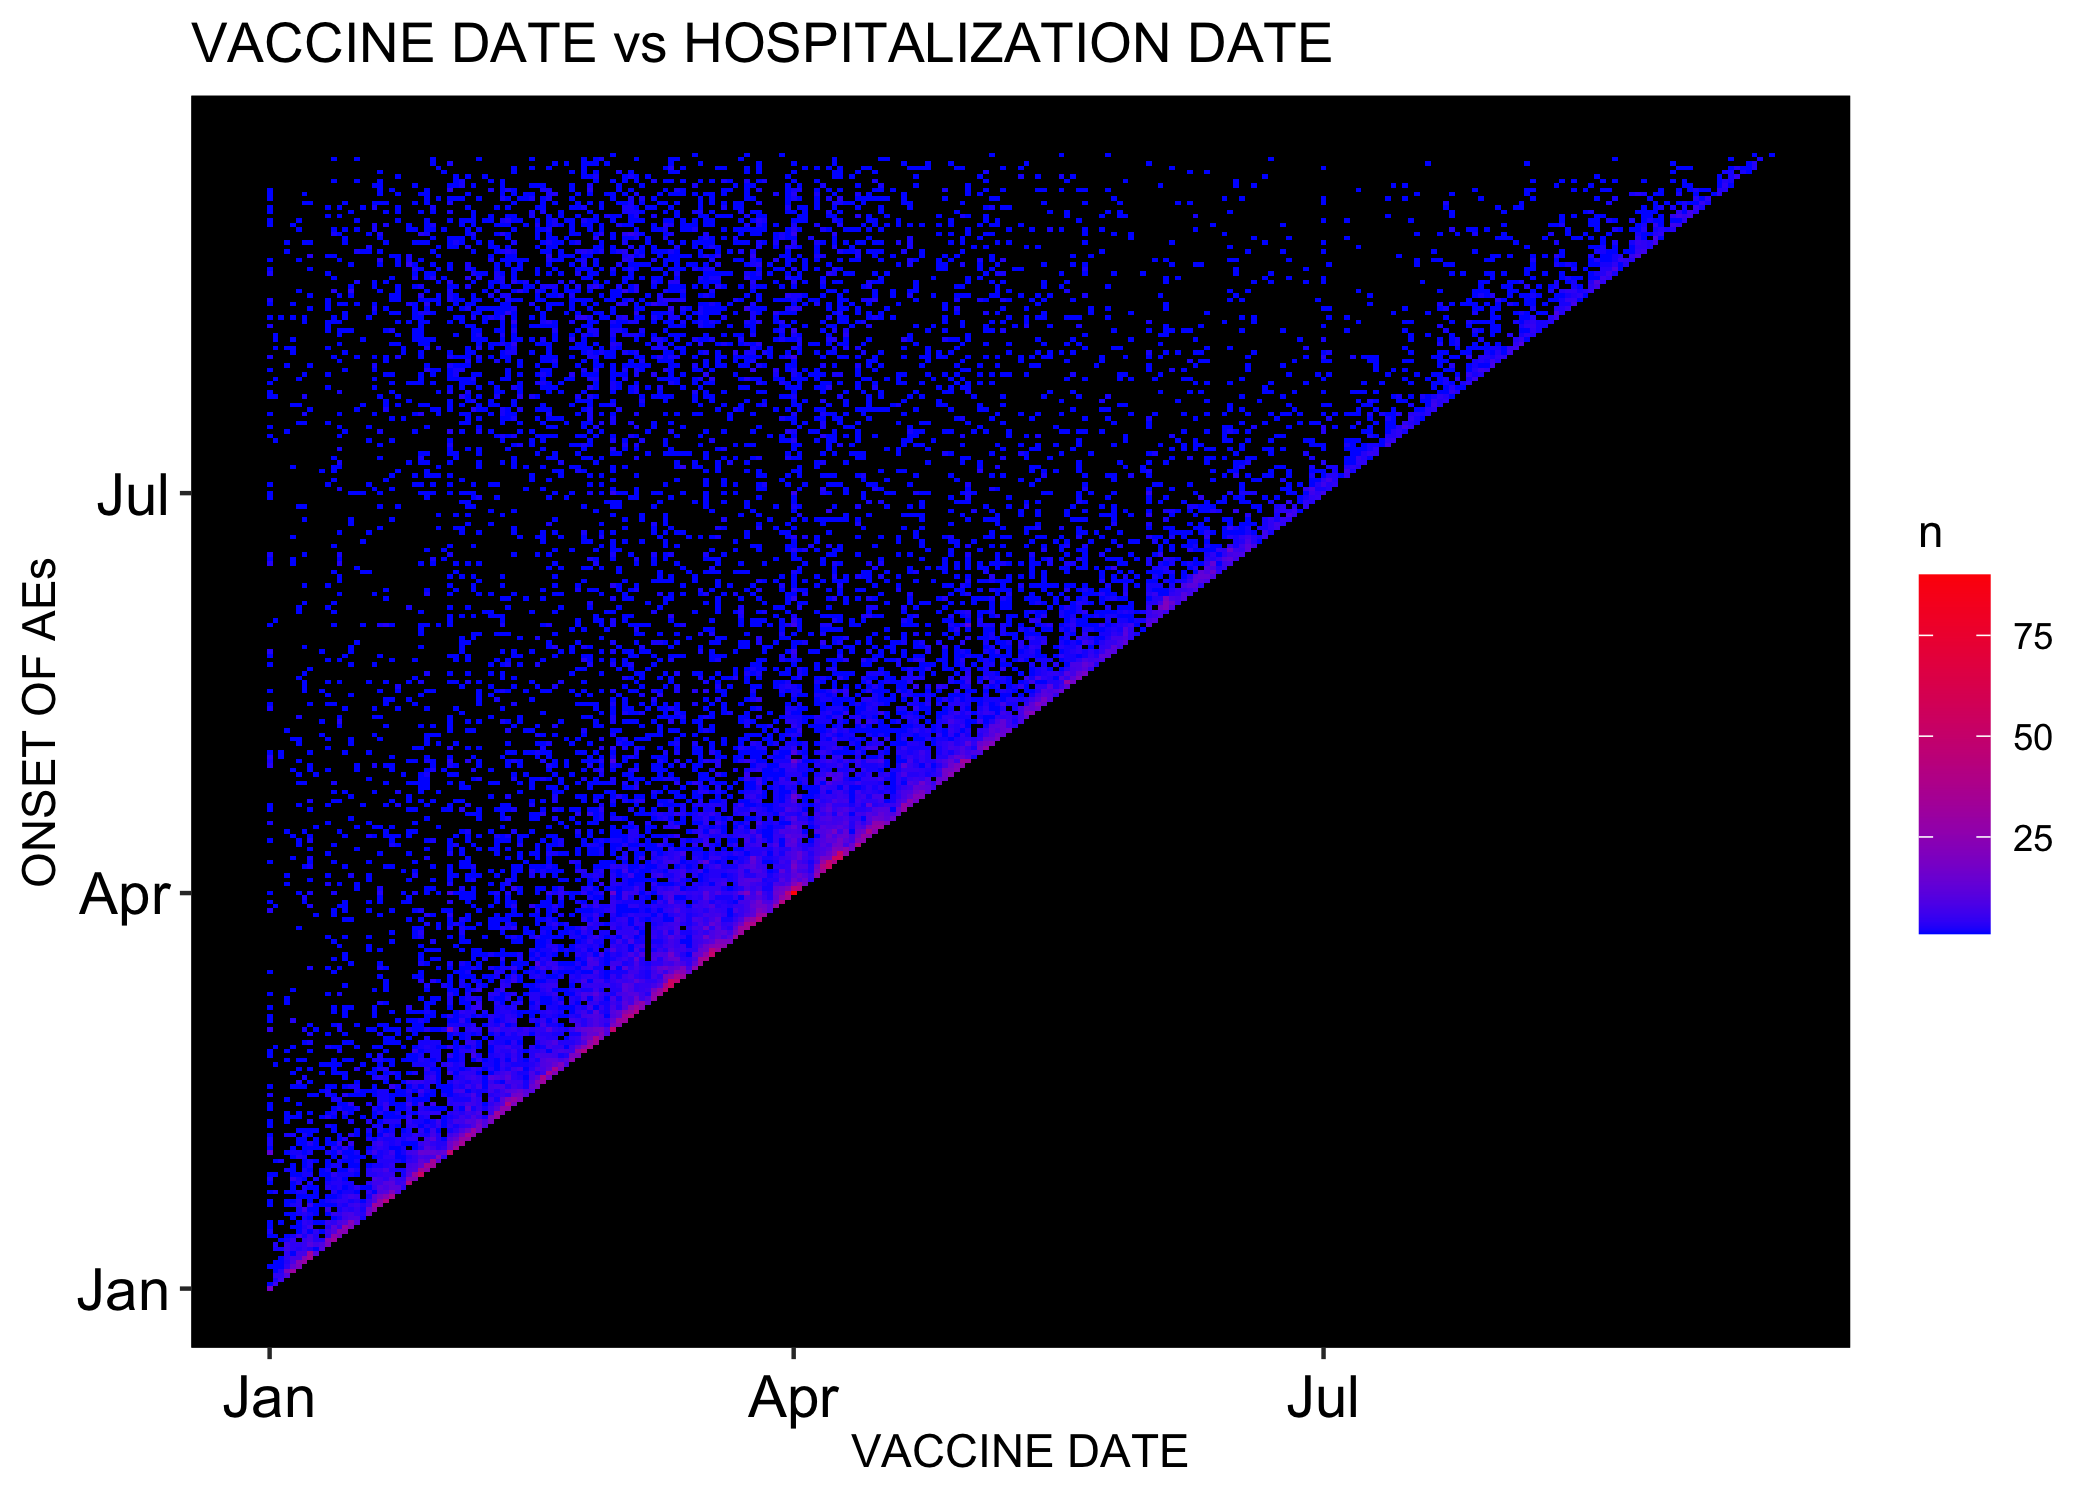 VACCINE DATE vs HOSPITALIZATION DATE
Jul
Apr
Jan
ONSET OF AEs
Jan
Apr
Jul
VACCINE DATE
n
75
50
25